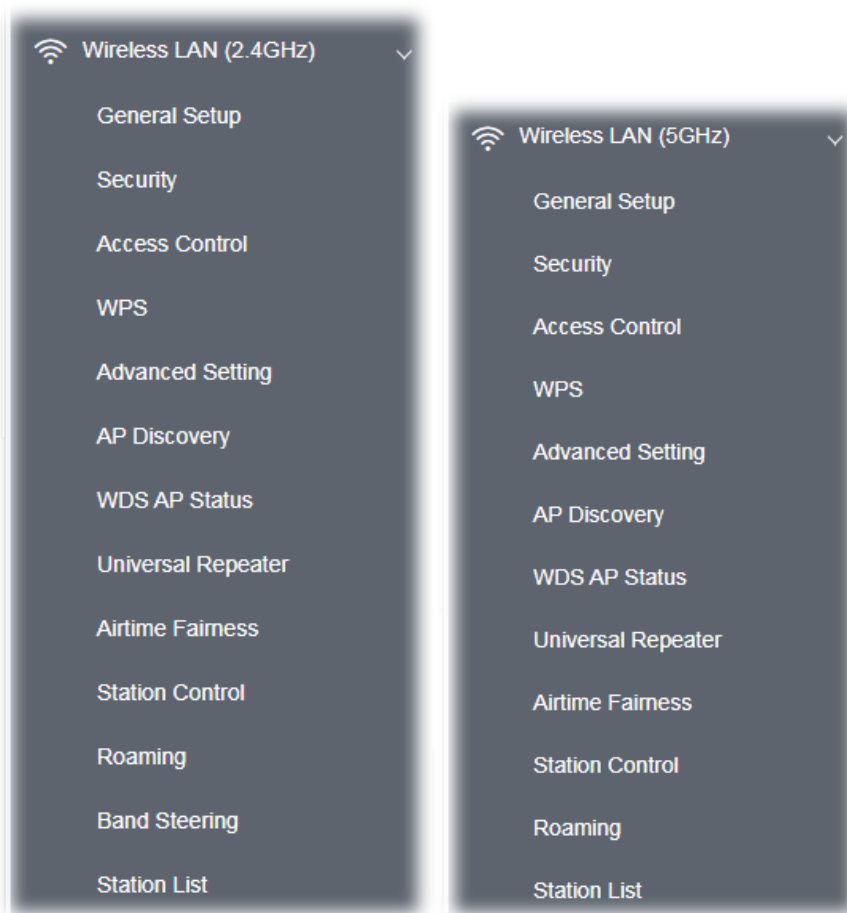 Wireless LAN (2.4GHz)
General Setup
Security
Access Control
WPS
Advanced Setting
AP Discovery
WDS AP Status
Universal Repeater
Airtime Fairness
Station Control
Roaming
Band Steering
Station List
Wireless LAN (5GHz)
General Setup
Security
Access Control
WPS
Advanced Setting
AP Discovery
WDS AP Status
Universal Repeater
Airtime Fairness
Station Control
Roaming
Station List